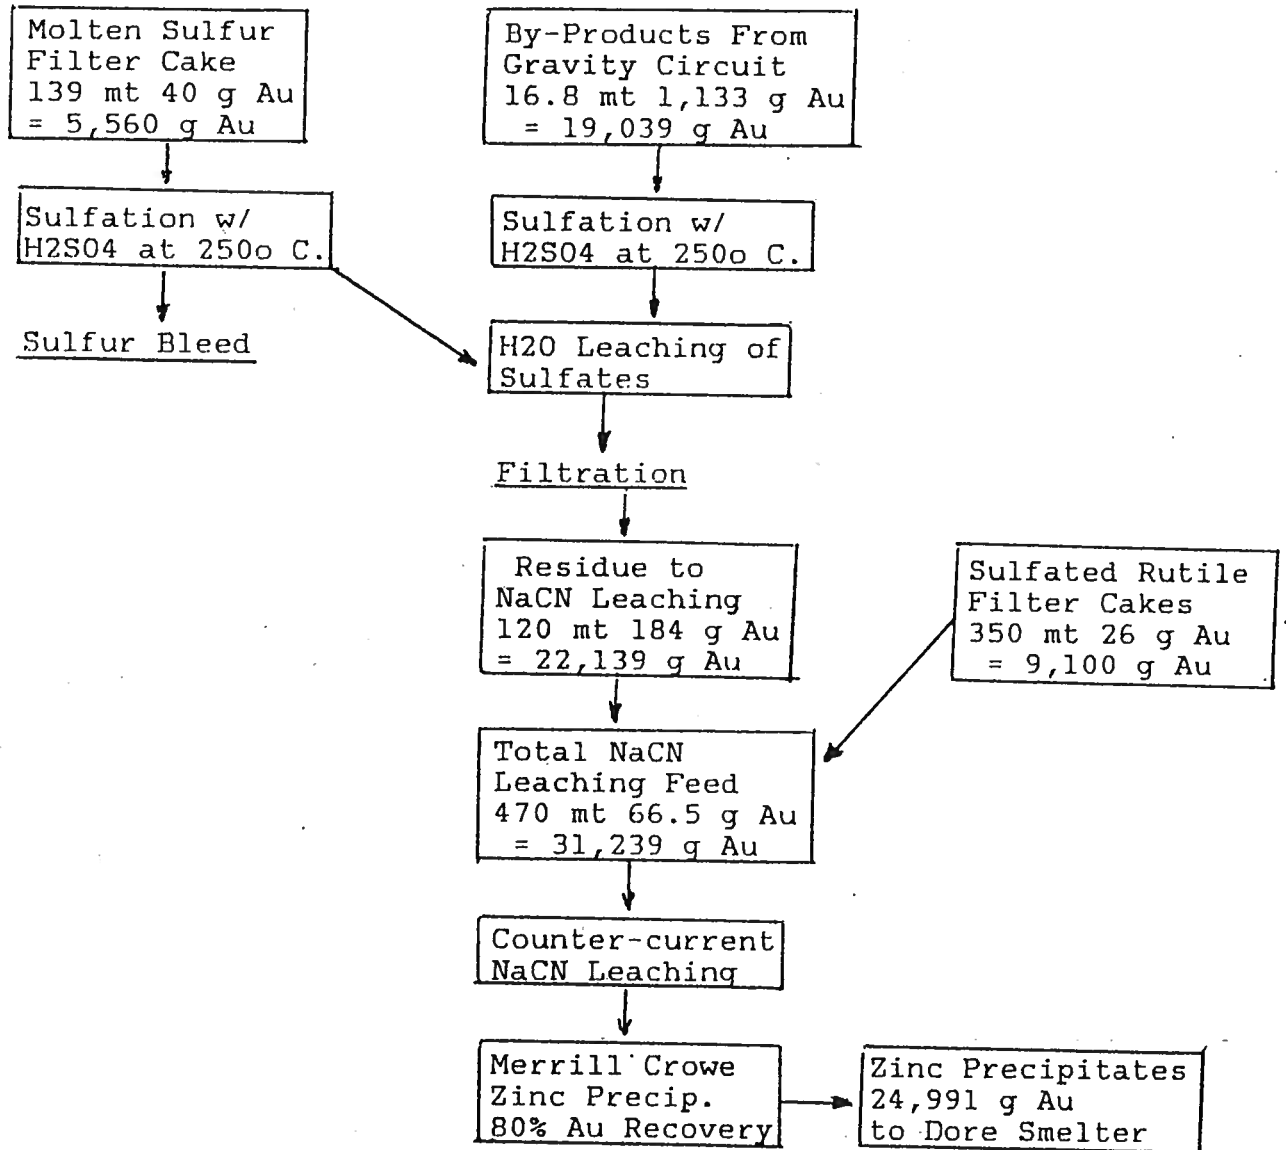 Molten Sulfur
Filter Cake
139 mt 40 g Au
= 5,560 g Au
By-Products From
Gravity Circuit
16.8 mt 1,133 g Au
= 19,039 g Au
Sulfation w/
H2SO4 at 250o C.
Sulfation w/
H2SO4 at 250o C.
Sulfur Bleed
H2O Leaching of
Sulfates
Filtration
Residue to
NaCN Leaching
120 mt 184 g Au
= 22,139 g Au
Sulfated Rutile
Filter Cakes
350 mt 26 g Au
= 9,100 g Au
Total NaCN
Leaching Feed
470 mt 66.5 g Au
= 31,239 g Au
Counter-current
NaCN Leaching
Merrill Crowe
Zinc Precip.
80% Au Recovery
Zinc Precipitates
24,991 g Au
to Dore Smelter